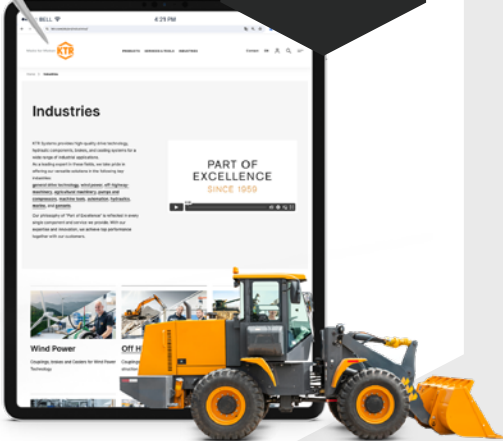 BELL
4:21 PM
KTR
PRODUCTS
INDUSTRIES
Contact
Home
Industries
Industries
KTR Systems provides high-quality drive technology,
hydraulic components, brakes, and cooling systems for a
wide range of industrial applications.
As a leading expert in these fields, we take pride in
offering our versatile solutions in the following key
industries:
general drive technology, wind power, off-highway-
machinery, agricultural machinery, pumps and
compressors, machine tools, automation, hydraulics,
marine, and
Our philosophy of "Part of Excellence" is reflected in every
single component and service we provide. With our
expertise and innovation, we achieve top performance
together with our customers.
PART OF
EXCELLENCE
SINCE 1959
Wind Power
Off H
Couplings, brakes and Coolers for Wind Power
Technology
Couplings